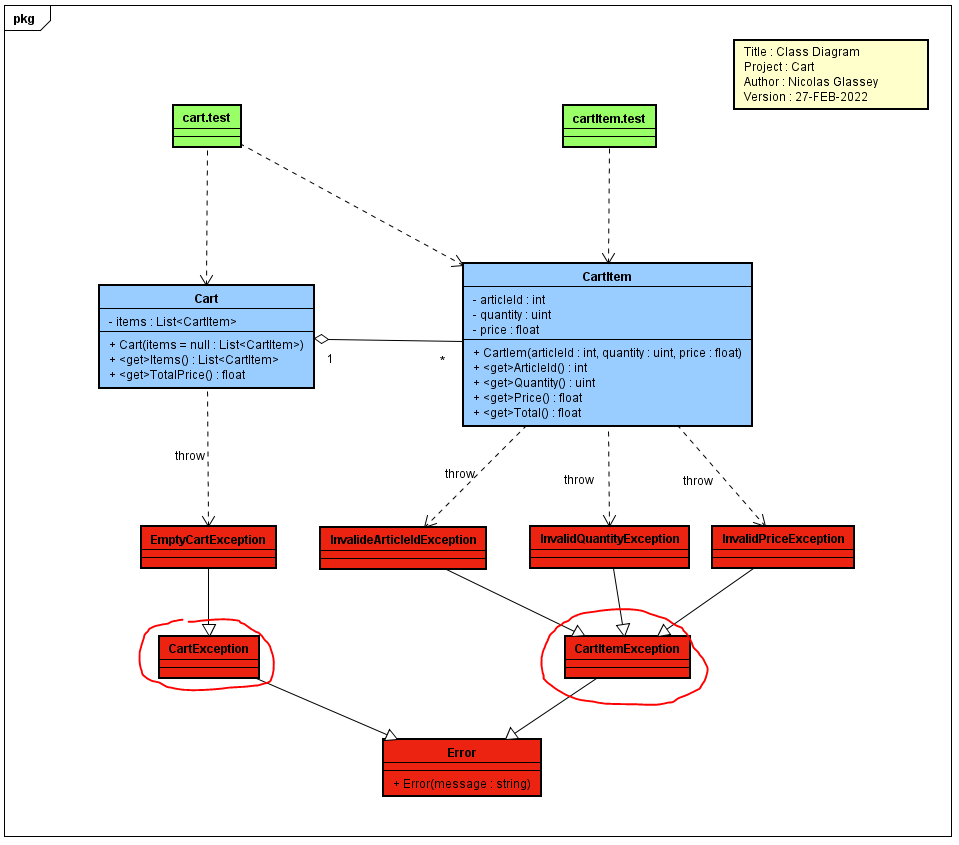 pkg
Title : Class Diagram
Project : Cart
Author : Nicolas Glassey
Version : 27-FEB-2022
cart.test
cartItem.test
Cart
- items : List<CartItem>
+ Cart(items = null : List<CartItem>)
+ <get>Items() : List<CartItem>
+ <get>TotalPrice() : float
1
*
CartItem
- articleId : int
- quantity : uint
- price : float
+ CartIem(articleId : int, quantity : uint, price : float)
+ <get>ArticleId() : int
+ <get>Quantity() : uint
+ <get>Price() : float
+ <get>Total() : float
throw
throw
throw
throw
EmptyCartException
InvalideArticleIdException
InvalidQuantityException
InvalidPriceException
CartException
CartItemException
Error
+ Error(message : string)